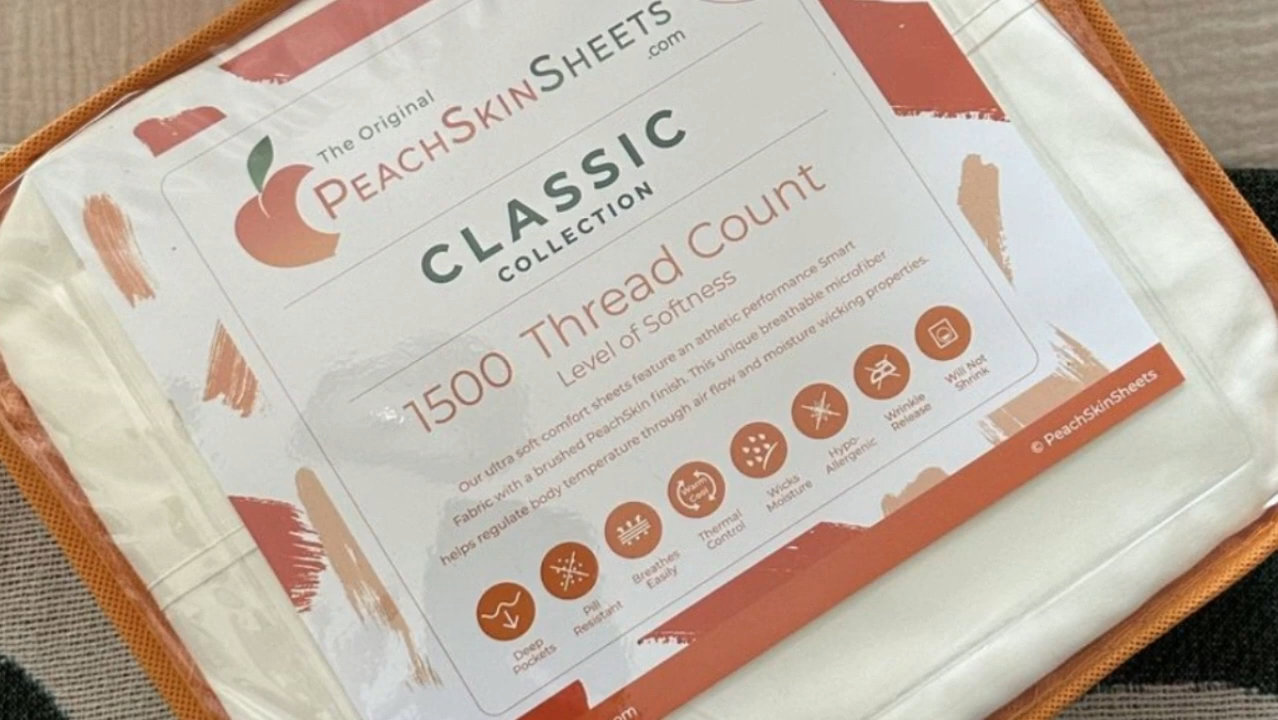 The Original
PEACHSKINSHEETS
.com
CLASSIC
COLLECTION
1500 Thread Count
Level of Softness
Our ultra soft comfort sheets feature an athletic performance Smart
Fabric with a brushed PeachSkin finish. This unique breathable microfiber
helps regulate body temperature through air flow and moisture wicking properties.
Warm
Cool
Deep
Pockets
Pill
Resistant
Breathes
Easily
Thermal
Control
Wicks
Moisture
Hypo-
Allergenic
Wrinkle
Release
Will Not
Shrink
© PeachSkinSheets